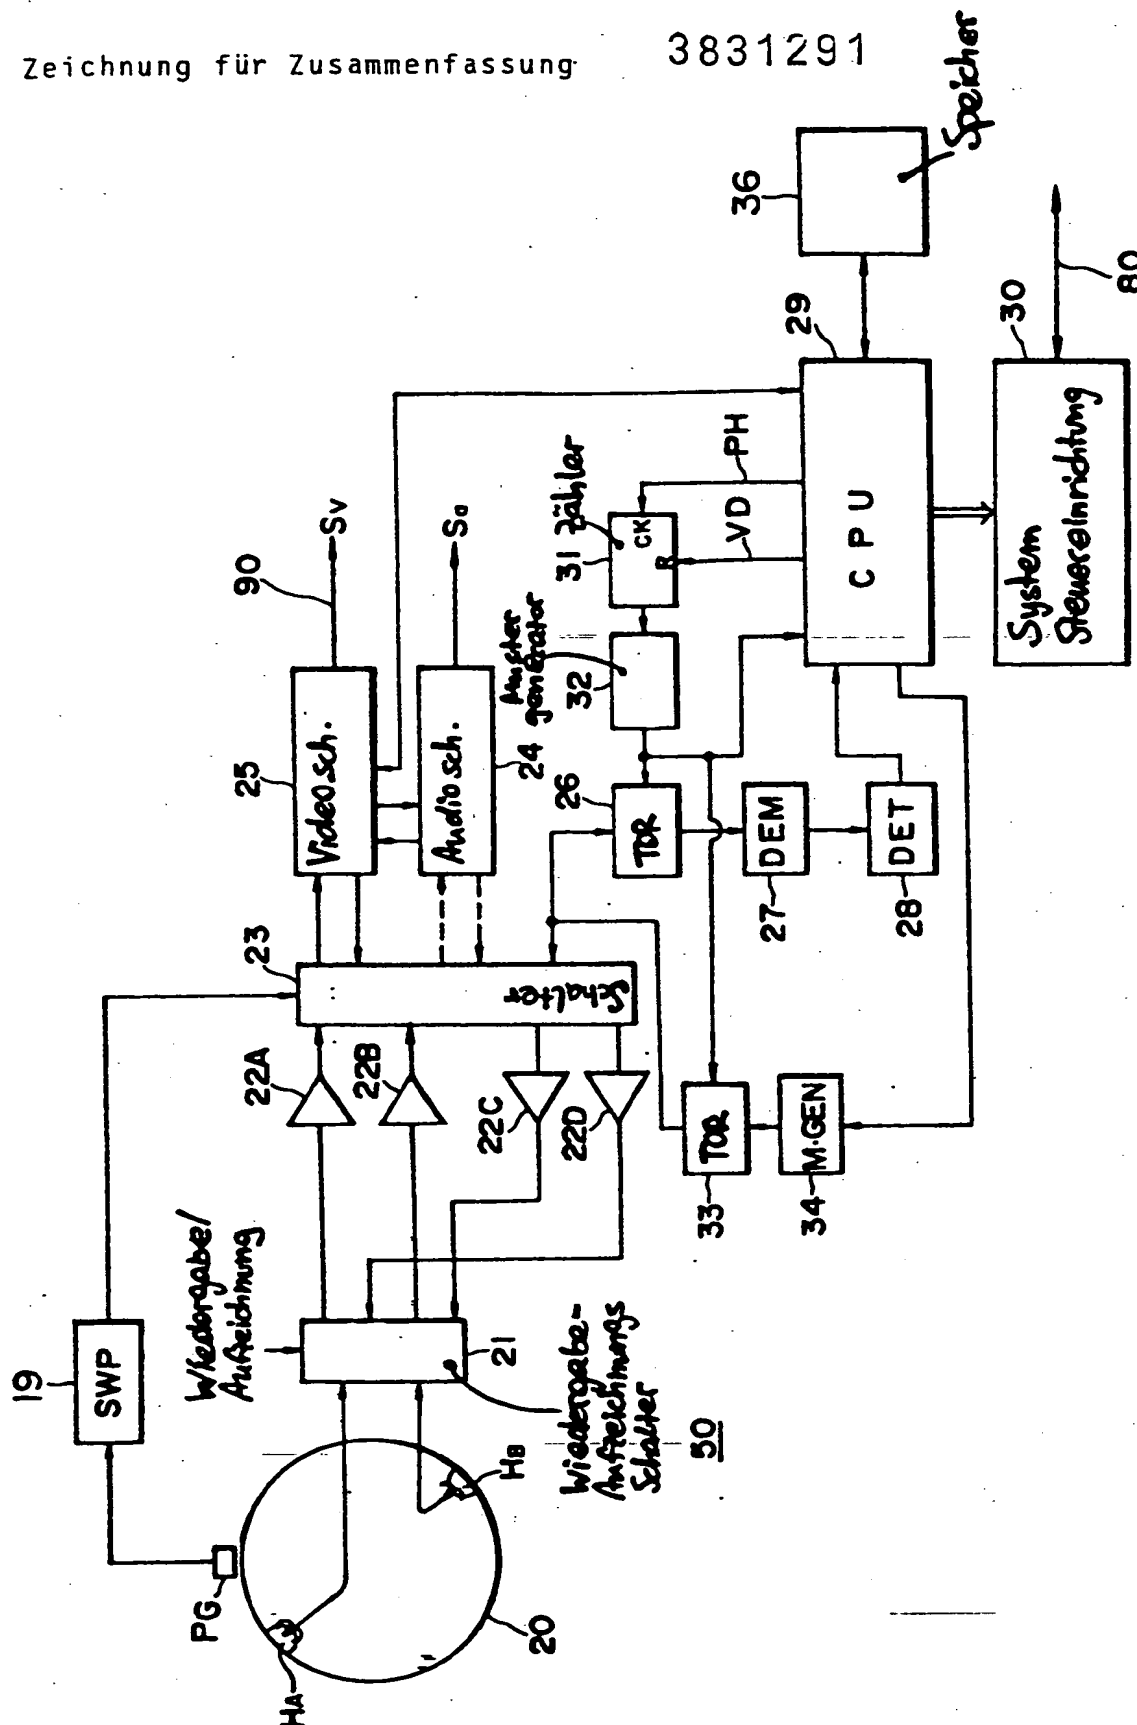 Zeichnung für Zusammenfassung
3831291
19
SWP
PG
HA
HB
20
Wiedergabe/
Aufzeichnung
21
Wiedergabe-
Aufzeichnungs
Schalter
50
22A
22B
22C
22D
23
Schalter
25
Videosch.
90
SV
Audiosch.
24
Sa
26
TOR
27
DEM
28
DET
33
TOR
34
M·GEN
32
Muster
generator
31
Zähler
CK
R
PH
VD
29
CPU
36
Speicher
30
System
Steuereinrichtung
80